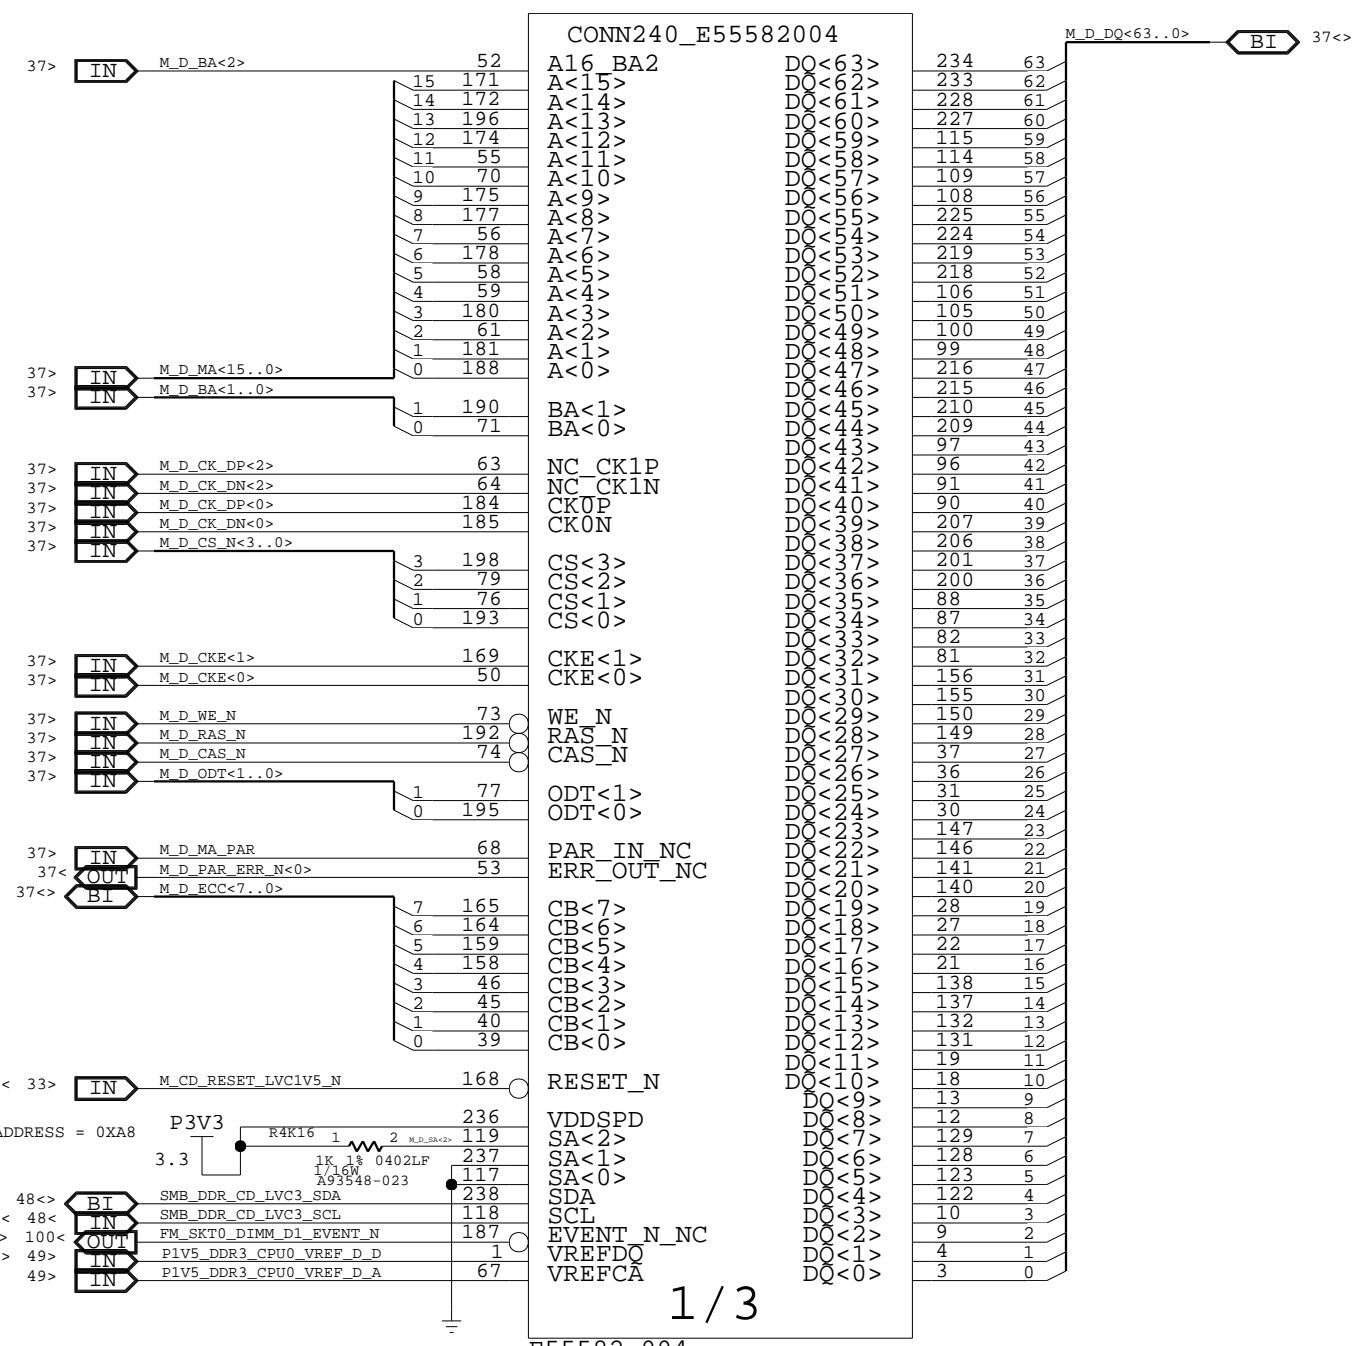 CONN240_E55582004
M_D_DQ<63..0> BI 37<>
37> IN M_D_BA<2> 52 A16_BA2 DQ<63> 234 63
15 171 A<15> DQ<62> 233 62
14 172 A<14> DQ<61> 228 61
13 196 A<13> DQ<60> 227 60
12 174 A<12> DQ<59> 115 59
11 55 A<11> DQ<58> 114 58
10 70 A<10> DQ<57> 109 57
9 175 A<9> DQ<56> 108 56
8 177 A<8> DQ<55> 225 55
7 56 A<7> DQ<54> 224 54
6 178 A<6> DQ<53> 219 53
5 58 A<5> DQ<52> 218 52
4 59 A<4> DQ<51> 106 51
3 180 A<3> DQ<50> 105 50
2 61 A<2> DQ<49> 100 49
1 181 A<1> DQ<48> 99 48
37> IN M_D_MA<15..0> 0 188 A<0> DQ<47> 216 47
37> IN M_D_BA<1..0> DQ<46> 215 46
1 190 BA<1> DQ<45> 210 45
0 71 BA<0> DQ<44> 209 44
DQ<43> 97 43
37> IN M_D_CK_DP<2> 63 NC_CK1P DQ<42> 96 42
37> IN M_D_CK_DN<2> 64 NC_CK1N DQ<41> 91 41
37> IN M_D_CK_DP<0> 184 CK0P DQ<40> 90 40
37> IN M_D_CK_DN<0> 185 CK0N DQ<39> 207 39
37> IN M_D_CS_N<3..0> DQ<38> 206 38
3 198 CS<3> DQ<37> 201 37
2 79 CS<2> DQ<36> 200 36
1 76 CS<1> DQ<35> 88 35
0 193 CS<0> DQ<34> 87 34
DQ<33> 82 33
37> IN M_D_CKE<1> 169 CKE<1> DQ<32> 81 32
37> IN M_D_CKE<0> 50 CKE<0> DQ<31> 156 31
DQ<30> 155 30
37> IN M_D_WE_N 73 WE_N DQ<29> 150 29
37> IN M_D_RAS_N 192 RAS_N DQ<28> 149 28
37> IN M_D_CAS_N 74 CAS_N DQ<27> 37 27
37> IN M_D_ODT<1..0> DQ<26> 36 26
1 77 ODT<1> DQ<25> 31 25
0 195 ODT<0> DQ<24> 30 24
DQ<23> 147 23
37> IN M_D_MA_PAR 68 PAR_IN_NC DQ<22> 146 22
37< OUT M_D_PAR_ERR_N<0> 53 ERR_OUT_NC DQ<21> 141 21
37<> BI M_D_ECC<7..0> DQ<20> 140 20
7 165 CB<7> DQ<19> 28 19
6 164 CB<6> DQ<18> 27 18
5 159 CB<5> DQ<17> 22 17
4 158 CB<4> DQ<16> 21 16
3 46 CB<3> DQ<15> 138 15
2 45 CB<2> DQ<14> 137 14
1 40 CB<1> DQ<13> 132 13
0 39 CB<0> DQ<12> 131 12
DQ<11> 19 11
< 33> IN M_CD_RESET_LVC1V5_N 168 RESET_N DQ<10> 18 10
DQ<9> 13 9
236 VDDSPD DQ<8> 12 8
ADDRESS = 0XA8 P3V3 R4K16 1 2 M_D_SA<2> 119 SA<2> DQ<7> 129 7
3.3 1K 1% 0402LF 237 SA<1> DQ<6> 128 6
1/16W
A93548-023 117 SA<0> DQ<5> 123 5
48<> BI SMB_DDR_CD_LVC3_SDA 238 SDA DQ<4> 122 4
< 48< IN SMB_DDR_CD_LVC3_SCL 118 SCL DQ<3> 10 3
> 100< OUT FM_SKT0_DIMM_D1_EVENT_N 187 EVENT_N_NC DQ<2> 9 2
> 49> IN P1V5_DDR3_CPU0_VREF_D_D 1 VREFDQ DQ<1> 4 1
49> IN P1V5_DDR3_CPU0_VREF_D_A 67 VREFCA DQ<0> 3 0
1/3
E55582-004